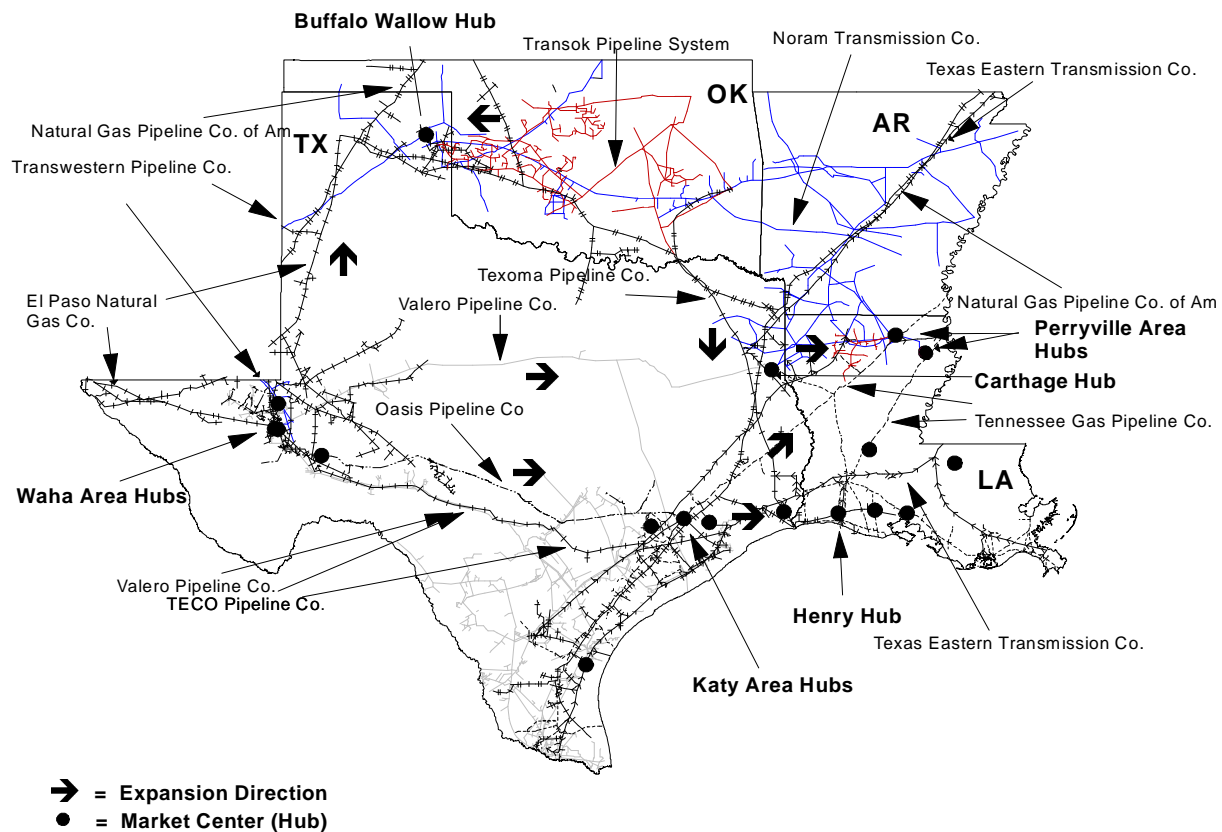 Buffalo Wallow Hub
Transok Pipeline System
Noram Transmission Co.
Texas Eastern Transmission Co.
OK
AR
Natural Gas Pipeline Co. of Am.
TX
Transwestern Pipeline Co.
Texoma Pipeline Co.
El Paso Natural
Gas Co.
Valero Pipeline Co.
Natural Gas Pipeline Co. of Am
Perryville Area
Hubs
Carthage Hub
Oasis Pipeline Co
Tennessee Gas Pipeline Co.
Waha Area Hubs
LA
Valero Pipeline Co.
TECO Pipeline Co.
Henry Hub
Texas Eastern Transmission Co.
Katy Area Hubs
= Expansion Direction
= Market Center (Hub)